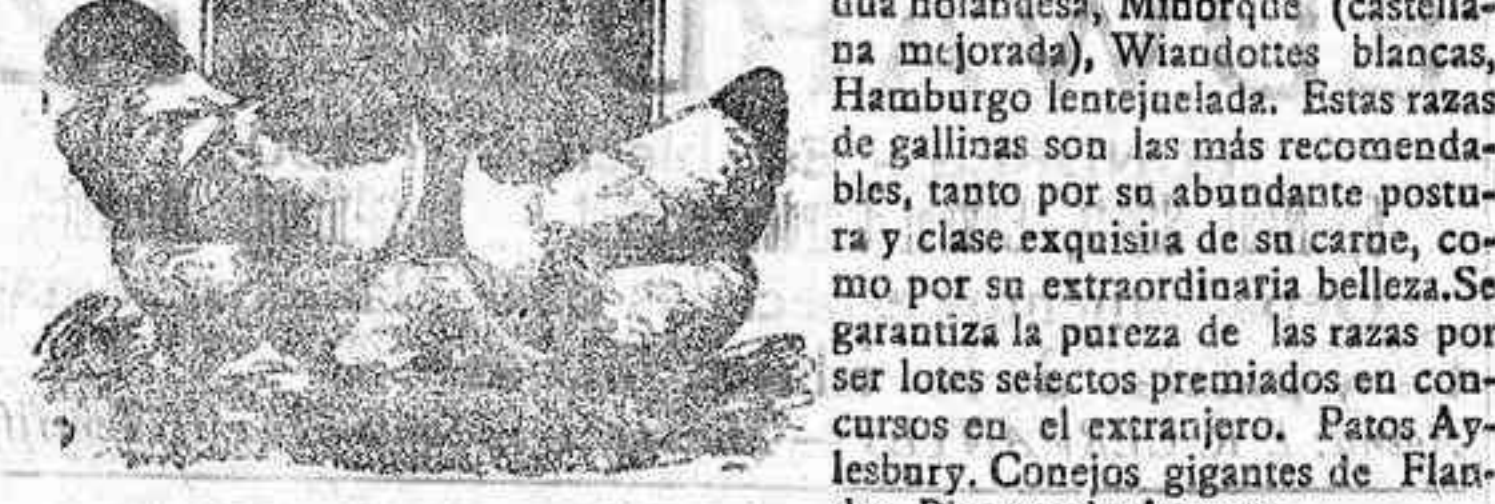 holandesa, Minorque (castella-
na mejorada), Wiandottes blancas,
Hamburgo lentejuelada. Estas razas
de gallinas son las más recomenda-
bles, tanto por su abundante postu-
ra y clase exquisita de su carne, co-
mo por su extraordinaria belleza.Se
garantiza la pureza de las razas por
ser lotes selectos premiados en con-
cursos en el extranjero. Patos Ay-
lesbury. Conejos gigantes de Flan-